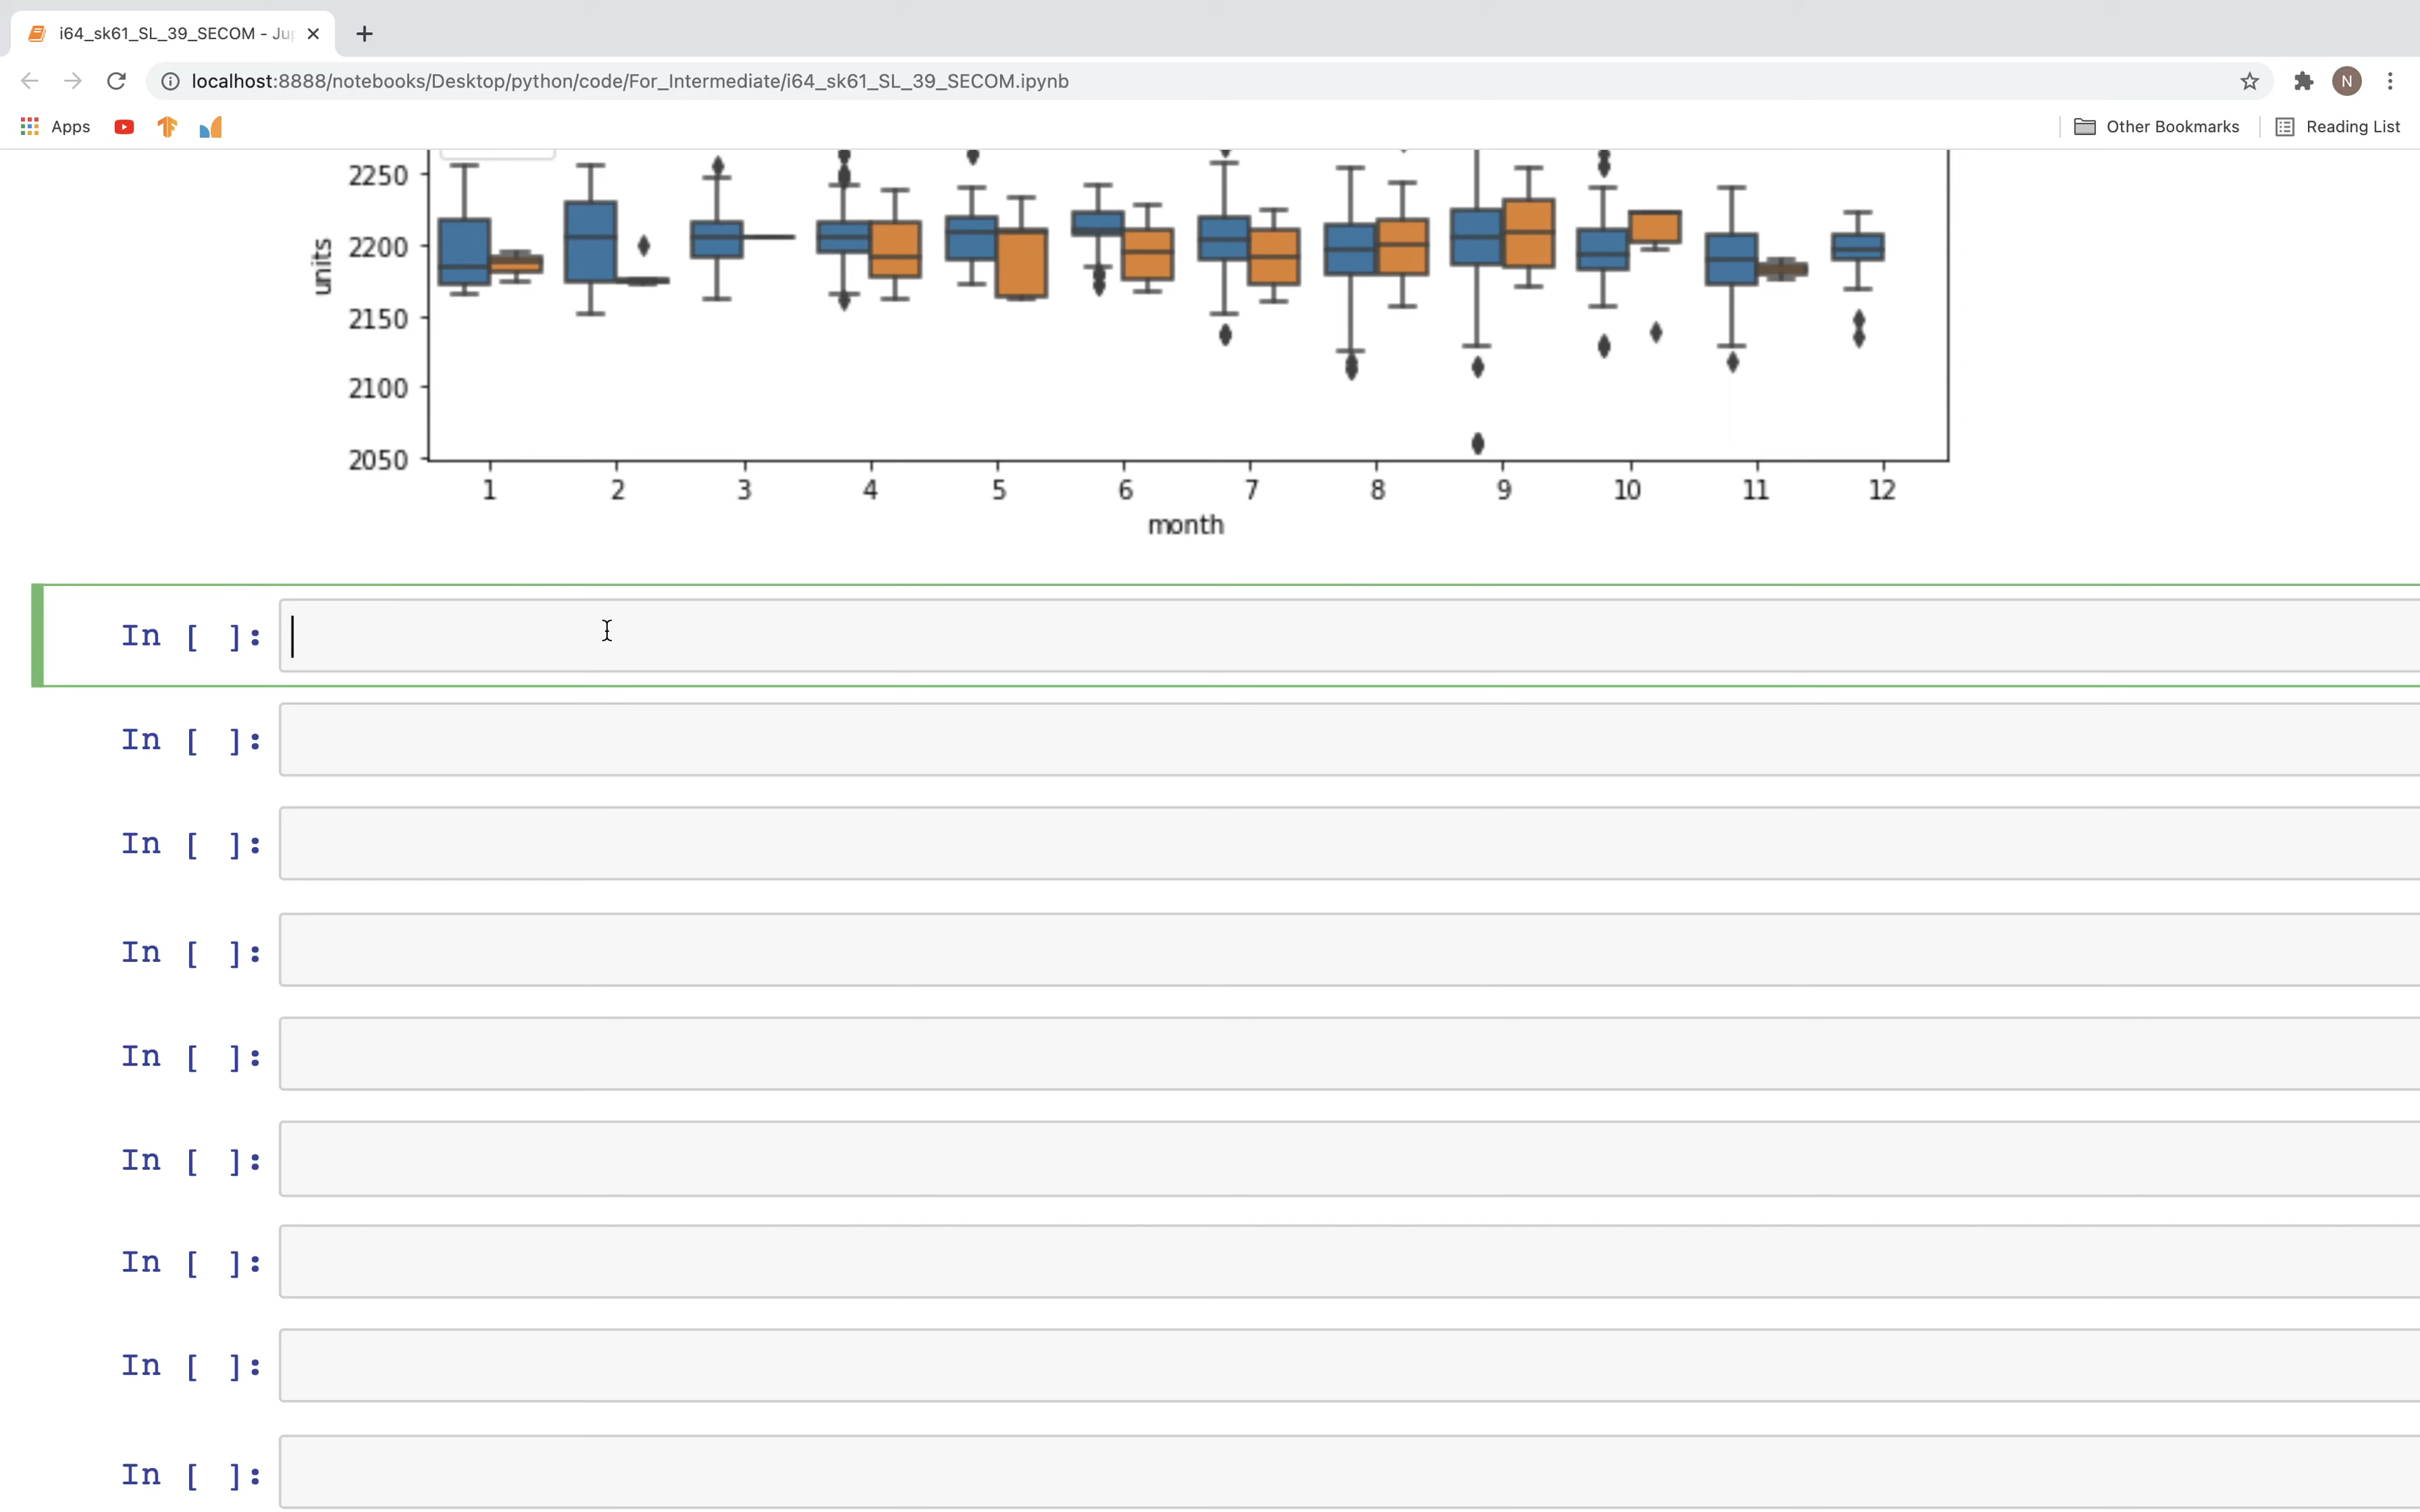 i64_sk61_SL_39_SECOM - Ju
localhost:8888/notebooks/Desktop/python/code/For_Intermediate/i64_sk61_SL_39_SECOM.ipynb
N
Apps
Other Bookmarks
Reading List
2250
2200
2150
2100
2050
units
1 2 3 4 5 6 7 8 9 10 11 12
month
In [ ]:
In [ ]:
In [ ]:
In [ ]:
In [ ]:
In [ ]:
In [ ]:
In [ ]:
In [ ]: